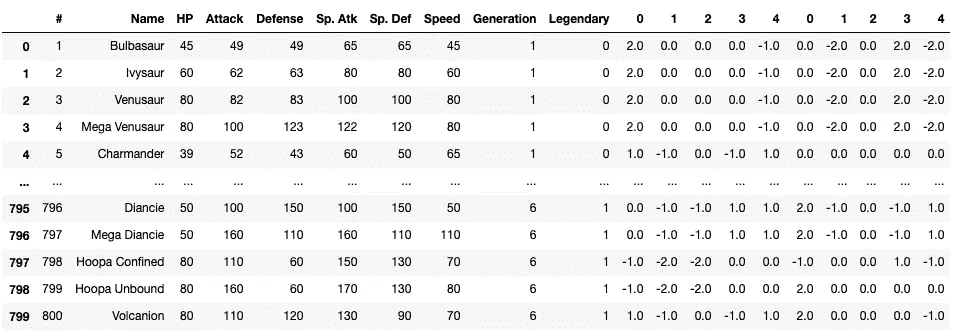 # Name HP Attack Defense Sp. Atk Sp. Def Speed Generation Legendary 0 1 2 3 4 0 1 2 3 4
0 1 Bulbasaur 45 49 49 65 65 45 1 0 2.0 0.0 0.0 0.0 -1.0 0.0 -2.0 0.0 2.0 -2.0
1 2 Ivysaur 60 62 63 80 80 60 1 0 2.0 0.0 0.0 0.0 -1.0 0.0 -2.0 0.0 2.0 -2.0
2 3 Venusaur 80 82 83 100 100 80 1 0 2.0 0.0 0.0 0.0 -1.0 0.0 -2.0 0.0 2.0 -2.0
3 4 Mega Venusaur 80 100 123 122 120 80 1 0 2.0 0.0 0.0 0.0 -1.0 0.0 -2.0 0.0 2.0 -2.0
4 5 Charmander 39 52 43 60 50 65 1 0 1.0 -1.0 0.0 -1.0 1.0 0.0 0.0 0.0 0.0 0.0
... ... ... ... ... ... ... ... ... ... ... ... ... ... ... ... ... ... ... ... ...
795 796 Diancie 50 100 150 100 150 50 6 1 0.0 -1.0 -1.0 1.0 1.0 2.0 -1.0 0.0 -1.0 1.0
796 797 Mega Diancie 50 160 110 160 110 110 6 1 0.0 -1.0 -1.0 1.0 1.0 2.0 -1.0 0.0 -1.0 1.0
797 798 Hoopa Confined 80 110 60 150 130 70 6 1 -1.0 -2.0 -2.0 0.0 0.0 -1.0 0.0 0.0 1.0 -1.0
798 799 Hoopa Unbound 80 160 60 170 130 80 6 1 -1.0 -2.0 -2.0 0.0 0.0 2.0 0.0 0.0 0.0 0.0
799 800 Volcanion 80 110 120 130 90 70 6 1 1.0 -1.0 0.0 -1.0 1.0 2.0 0.0 0.0 0.0 -1.0